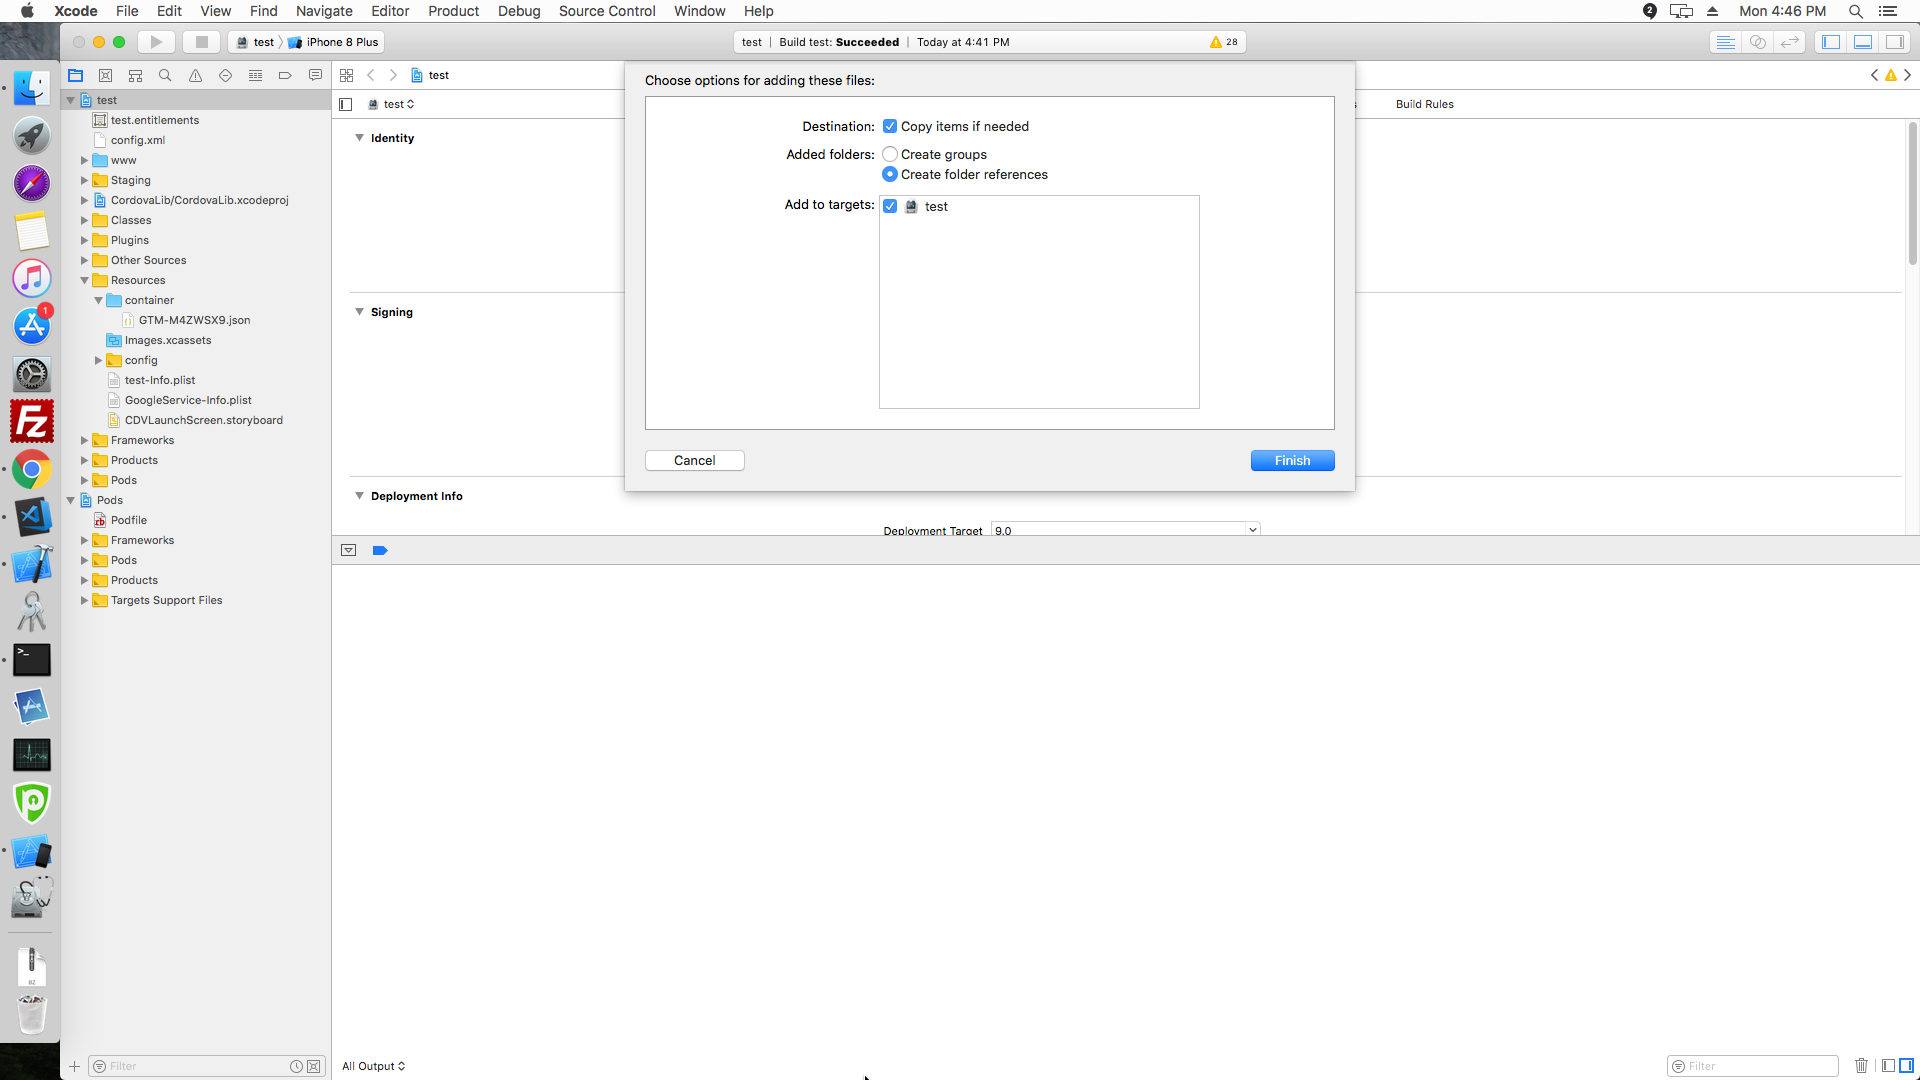 Xcode File Edit View Find Navigate Editor Product Debug Source Control Window Help 2 Mon 4:46 PM
test iPhone 8 Plus test | Build test: Succeeded | Today at 4:41 PM 28
test
test
Build Rules
Choose options for adding these files:
Destination: Copy items if needed
Added folders: Create groups
Create folder references
Add to targets: test
Cancel
Finish
test
test.entitlements
config.xml
www
Staging
CordovaLib/CordovaLib.xcodeproj
Classes
Plugins
Other Sources
Resources
container
GTM-M4ZWSX9.json
Images.xcassets
config
test-Info.plist
GoogleService-Info.plist
CDVLaunchScreen.storyboard
Frameworks
Products
Pods
Pods
Podfile
Frameworks
Pods
Products
Targets Support Files
Identity
Signing
Deployment Info
Deployment Target 9.0
1
Fz
>_
BZ
Filter
All Output
Filter